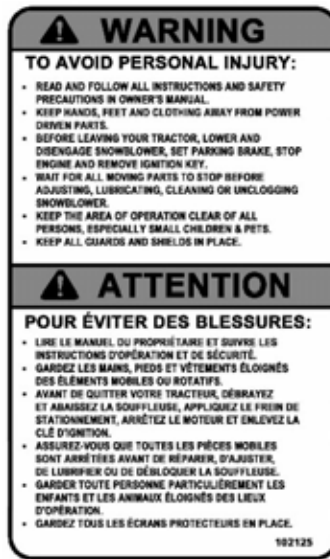 WARNING
TO AVOID PERSONAL INJURY:
• READ AND FOLLOW ALL INSTRUCTIONS AND SAFETY
PRECAUTIONS IN OWNER'S MANUAL.
• KEEP HANDS, FEET AND CLOTHING AWAY FROM POWER
DRIVEN PARTS.
• BEFORE LEAVING YOUR TRACTOR, LOWER AND
DISENGAGE SNOWBLOWER, SET PARKING BRAKE, STOP
ENGINE AND REMOVE IGNITION KEY.
• WAIT FOR ALL MOVING PARTS TO STOP BEFORE
ADJUSTING, LUBRICATING, CLEANING OR UNCLOGGING
SNOWBLOWER.
• KEEP THE AREA OF OPERATION CLEAR OF ALL
PERSONS, ESPECIALLY SMALL CHILDREN & PETS.
• KEEP ALL GUARDS AND SHIELDS IN PLACE.
ATTENTION
POUR ÉVITER DES BLESSURES:
• LIRE LE MANUEL DU PROPRIÉTAIRE ET SUIVRE LES
INSTRUCTIONS D'OPÉRATION ET DE SÉCURITÉ.
• GARDEZ LES MAINS, PIEDS ET VÊTEMENTS ÉLOIGNÉS
DES ÉLÉMENTS MOBILES OU ROTATIFS.
• AVANT DE QUITTER VOTRE TRACTEUR, DÉBRAYEZ
ET ABAISSEZ LA SOUFFLEUSE, APPLIQUEZ LE FREIN DE
STATIONNEMENT, ARRÊTEZ LE MOTEUR ET ENLEVEZ LA
CLÉ D'IGNITION.
• ASSUREZ-VOUS QUE TOUTES LES PIÈCES MOBILES
SONT ARRÊTÉES AVANT DE RÉPARER, D'AJUSTER,
DE LUBRIFIER OU DE DÉBLOQUER LA SOUFFLEUSE.
• GARDER TOUTE PERSONNE PARTICULIÈREMENT LES
ENFANTS ET LES ANIMAUX ÉLOIGNÉS DES LIEUX
D'OPÉRATION.
• GARDEZ TOUS LES ÉCRANS PROTECTEURS EN PLACE.
102125